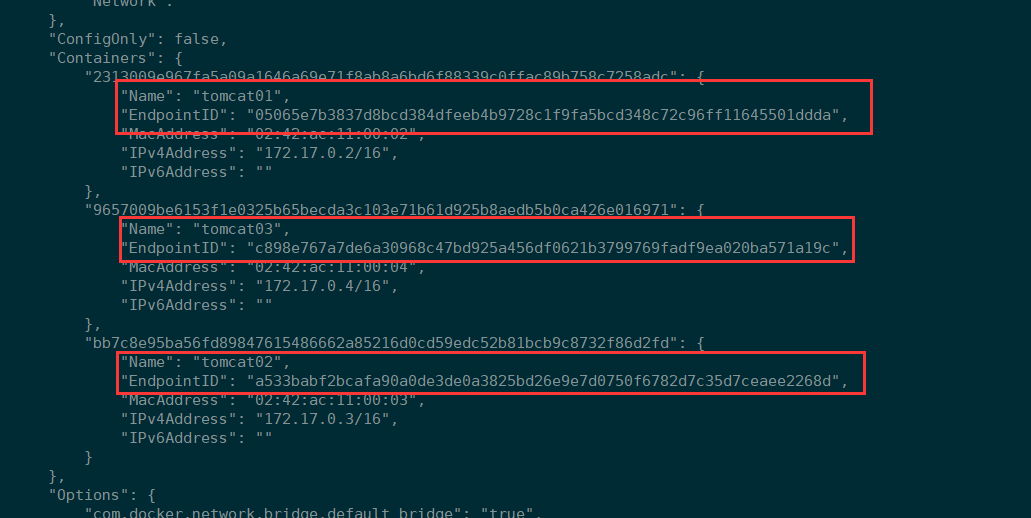 "Network":
},
"ConfigOnly": false,
"Containers": {
"2313009e967fa5a09a1646a69e71f8ab8a6bd6f88339c0ffac89b758c7258adc": {
"Name": "tomcat01",
"EndpointID": "05065e7b3837d8bcd384dfeeb4b9728c1f9fa5bcd348c72c96ff11645501ddda",
"MacAddress": "02:42:ac:11:00:02",
"IPv4Address": "172.17.0.2/16",
"IPv6Address": ""
},
"9657009be6153f1e0325b65becda3c103e71b61d925b8aedb5b0ca426e016971": {
"Name": "tomcat03",
"EndpointID": "c898e767a7de6a30968c47bd925a456df0621b3799769fadf9ea020ba571a19c",
"MacAddress": "02:42:ac:11:00:04",
"IPv4Address": "172.17.0.4/16",
"IPv6Address": ""
},
"bb7c8e95ba56fd89847615486662a85216d0cd59edc52b81bcb9c8732f86d2fd": {
"Name": "tomcat02",
"EndpointID": "a533babf2bcafa90a0de3de0a3825bd26e9e7d0750f6782d7c35d7ceaee2268d",
"MacAddress": "02:42:ac:11:00:03",
"IPv4Address": "172.17.0.3/16",
"IPv6Address": ""
}
},
"Options": {
"com.docker.network.bridge.default_bridge": "true",